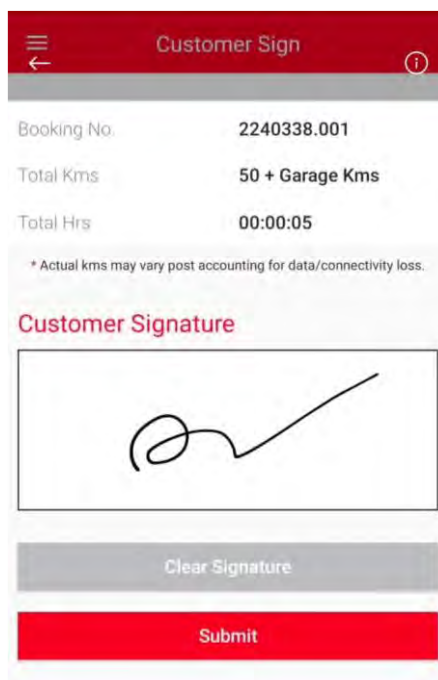 Customer Sign
Booking No. 2240338.001
Total Kms 50 + Garage Kms
Total Hrs 00:00:05
* Actual kms may vary post accounting for data/connectivity loss.
Customer Signature
Clear Signature
Submit